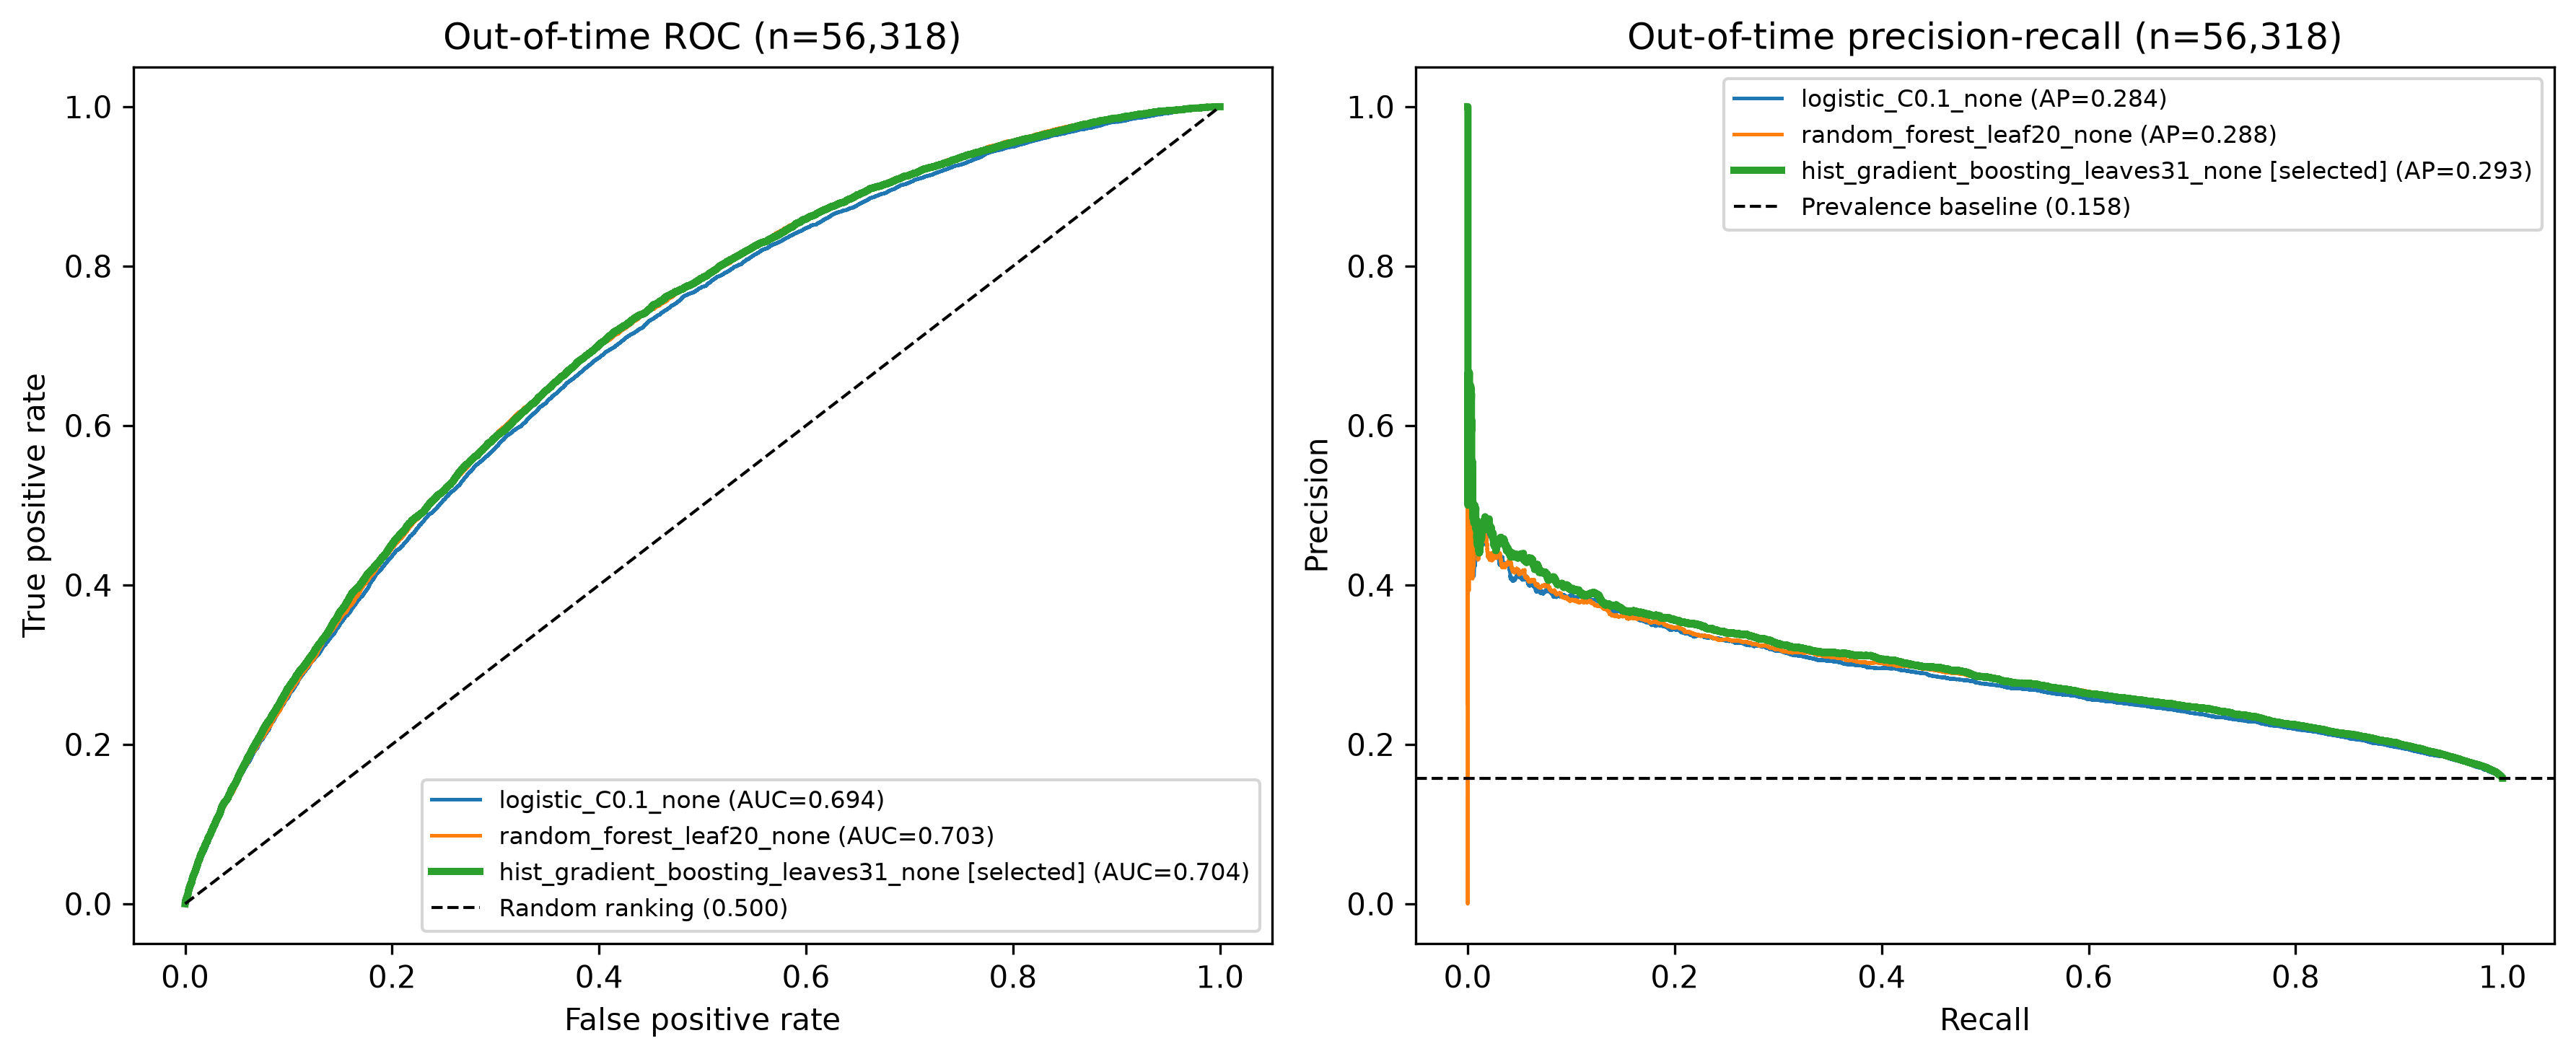 Out-of-time ROC (n=56,318)
True positive rate
1.0
0.8
0.6
0.4
0.2
0.0
logistic_C0.1_none (AUC=0.694)
random_forest_leaf20_none (AUC=0.703)
hist_gradient_boosting_leaves31_none [selected] (AUC=0.704)
Random ranking (0.500)
0.0 0.2 0.4 0.6 0.8 1.0
False positive rate
Out-of-time precision-recall (n=56,318)
Precision
1.0
0.8
0.6
0.4
0.2
0.0
logistic_C0.1_none (AP=0.284)
random_forest_leaf20_none (AP=0.288)
hist_gradient_boosting_leaves31_none [selected] (AP=0.293)
Prevalence baseline (0.158)
0.0 0.2 0.4 0.6 0.8 1.0
Recall